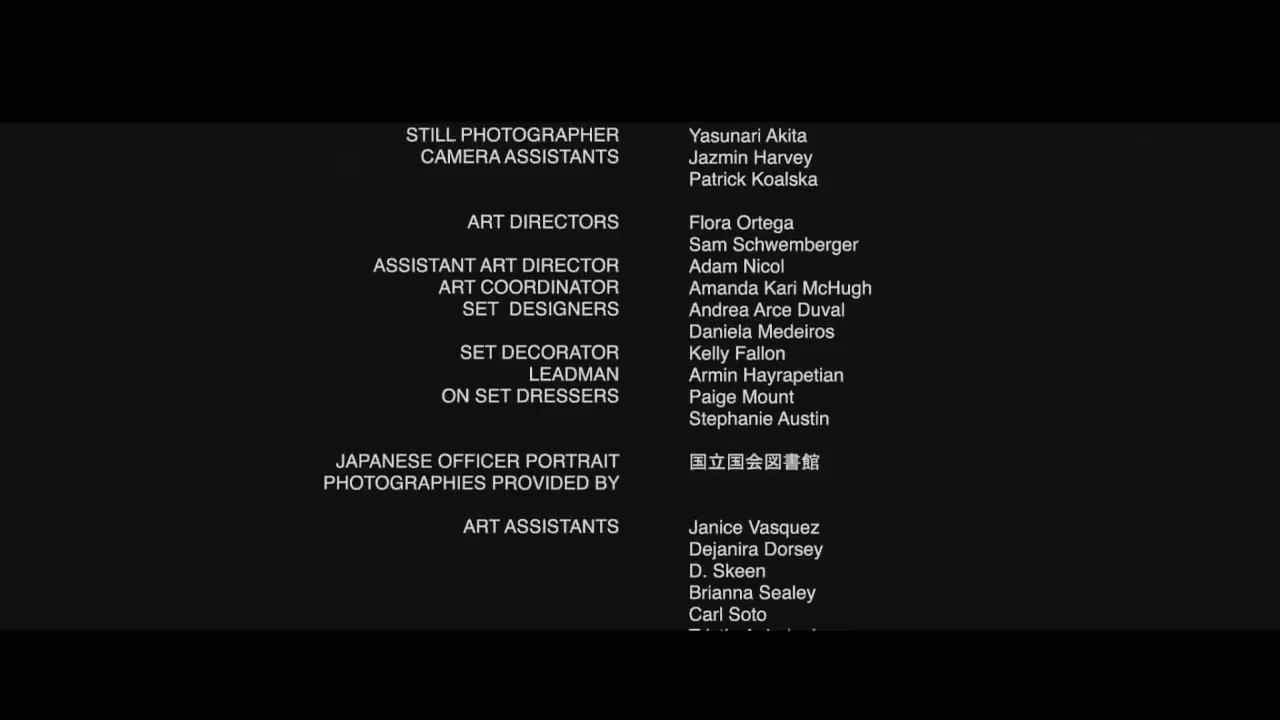 STILL PHOTOGRAPHER Yasunari Akita
CAMERA ASSISTANTS Jazmin Harvey
Patrick Koalska
ART DIRECTORS Flora Ortega
Sam Schwemberger
ASSISTANT ART DIRECTOR Adam Nicol
ART COORDINATOR Amanda Kari McHugh
SET DESIGNERS Andrea Arce Duval
Daniela Medeiros
SET DECORATOR Kelly Fallon
LEADMAN Armin Hayrapetian
ON SET DRESSERS Paige Mount
Stephanie Austin
JAPANESE OFFICER PORTRAIT 国立国会図書館
PHOTOGRAPHIES PROVIDED BY
ART ASSISTANTS Janice Vasquez
Dejanira Dorsey
D. Skeen
Brianna Sealey
Carl Soto